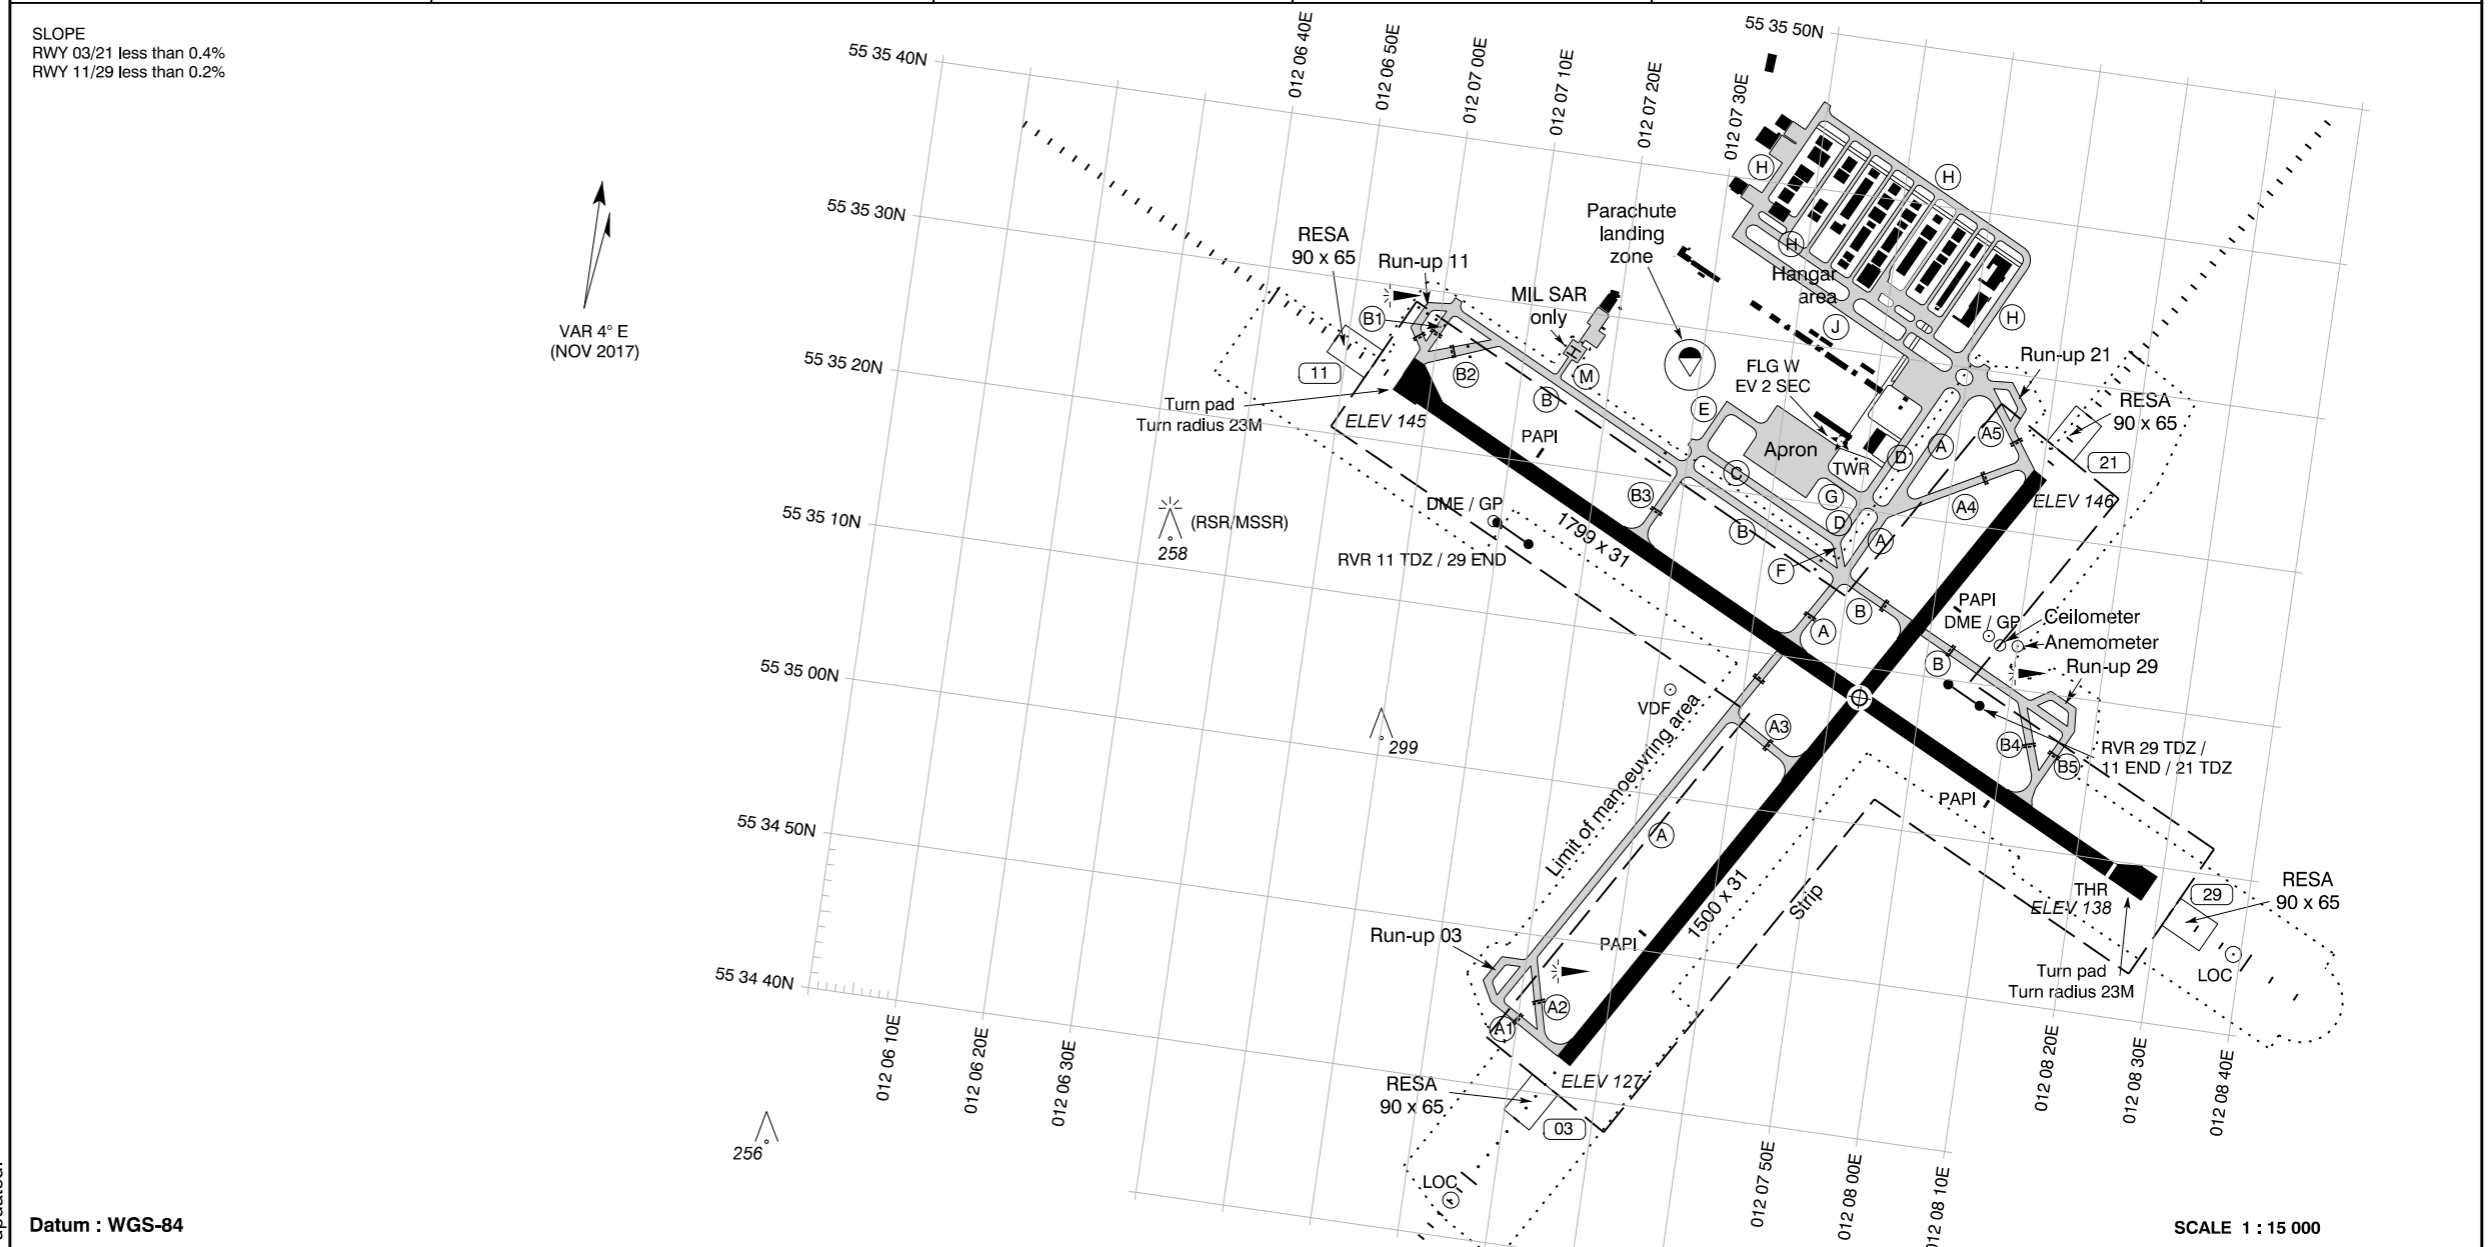 SLOPE
RWY 03/21 less than 0.4%
RWY 11/29 less than 0.2%
55 35 40N
012 06 40E
012 06 50E
012 07 00E
012 07 10E
012 07 20E
012 07 30E
55 35 50N
55 35 30N
55 35 20N
55 35 10N
55 35 00N
55 34 50N
55 34 40N
VAR 4° E
(NOV 2017)
RESA
90 x 65
Run-up 11
B1
11
B2
Turn pad
Turn radius 23M
ELEV 145
MIL SAR
only
M
B
Parachute
landing
zone
H
H
H
Hangar
area
H
J
FLG W
EV 2 SEC
E
Apron
TWR
C
D
A
A5
G
D
A
A4
Run-up 21
RESA
90 x 65
21
ELEV 146
PAPI
B3
B
DME / GP
1799 x 31
RVR 11 TDZ / 29 END
(RSR/MSSR)
258
F
B
A
PAPI
DME / GP
Ceilometer
Anemometer
Run-up 29
B
VDF
299
Limit of manoeuvring area
A3
A
B4
B5
RVR 29 TDZ /
11 END / 21 TDZ
PAPI
1500 x 31
Strip
THR
ELEV 138
29
RESA
90 x 65
LOC
Turn pad
Turn radius 23M
Run-up 03
PAPI
A2
A1
ELEV 127
RESA
90 x 65
03
LOC
256
012 06 10E
012 06 20E
012 06 30E
012 07 50E
012 08 00E
012 08 10E
012 08 20E
012 08 30E
012 08 40E
Datum : WGS-84
SCALE 1 : 15 000